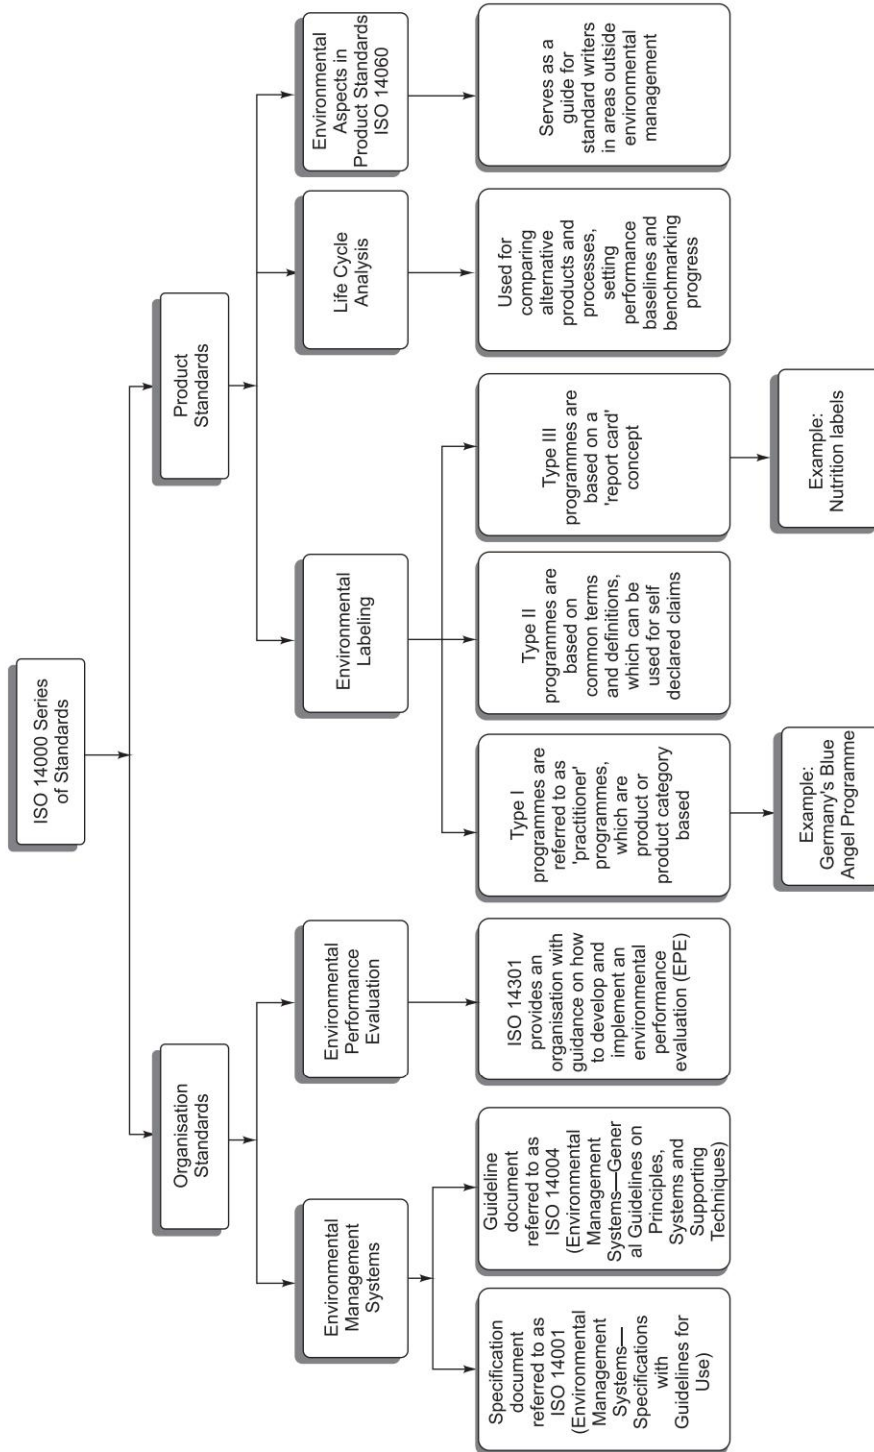 ISO 14000 Series
of Standards
Organisation
Standards
Product
Standards
Environmental
Management
Systems
Environmental
Performance
Evaluation
Environmental
Labeling
Life Cycle
Analysis
Environmental
Aspects in
Product Standards
ISO 14060
Specification
document
referred to as
ISO 14001
(Environmental
Management
Systems—
Specifications
with
Guidelines for
Use)
Guideline
document
referred to as
ISO 14004
(Environmental
Management
Systems—Gener
al Guidelines on
Principles,
Systems and
Supporting
Techniques)
ISO 14301
provides an
organisation with
guidance on how
to develop and
implement an
environmental
performance
evaluation (EPE)
Type I
programmes are
referred to as
'practitioner'
programmes,
which are
product or
product category
based
Type II
programmes are
based on
common terms
and definitions,
which can be
used for self
declared claims
Type III
programmes are
based on a
'report card'
concept
Used for
comparing
alternative
products and
processes,
setting
performance
baselines and
benchmarking
progress
Serves as a
guide for
standard writers
in areas outside
environmental
management
Example:
Germany's Blue
Angel Programme
Example:
Nutrition labels